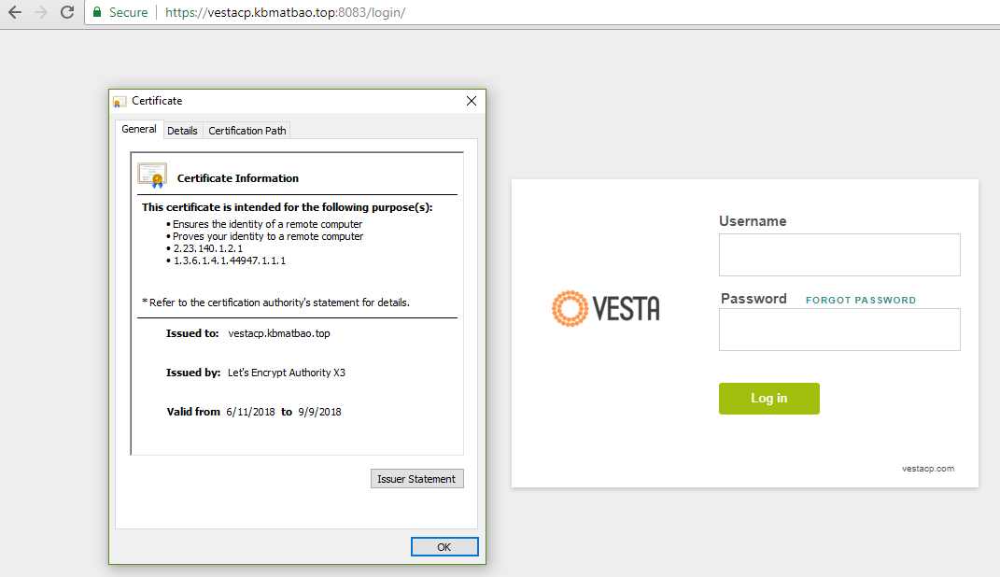 Secure | https://vestacp.kbmatbao.top:8083/login/
Certificate
General Details Certification Path
Certificate Information
This certificate is intended for the following purpose(s):
• Ensures the identity of a remote computer
• Proves your identity to a remote computer
• 2.23.140.1.2.1
• 1.3.6.1.4.1.44947.1.1.1
* Refer to the certification authority's statement for details.
Issued to: vestacp.kbmatbao.top
Issued by: Let's Encrypt Authority X3
Valid from 6/11/2018 to 9/9/2018
Issuer Statement
OK
VESTA
Username
Password FORGOT PASSWORD
Log in
vestacp.com